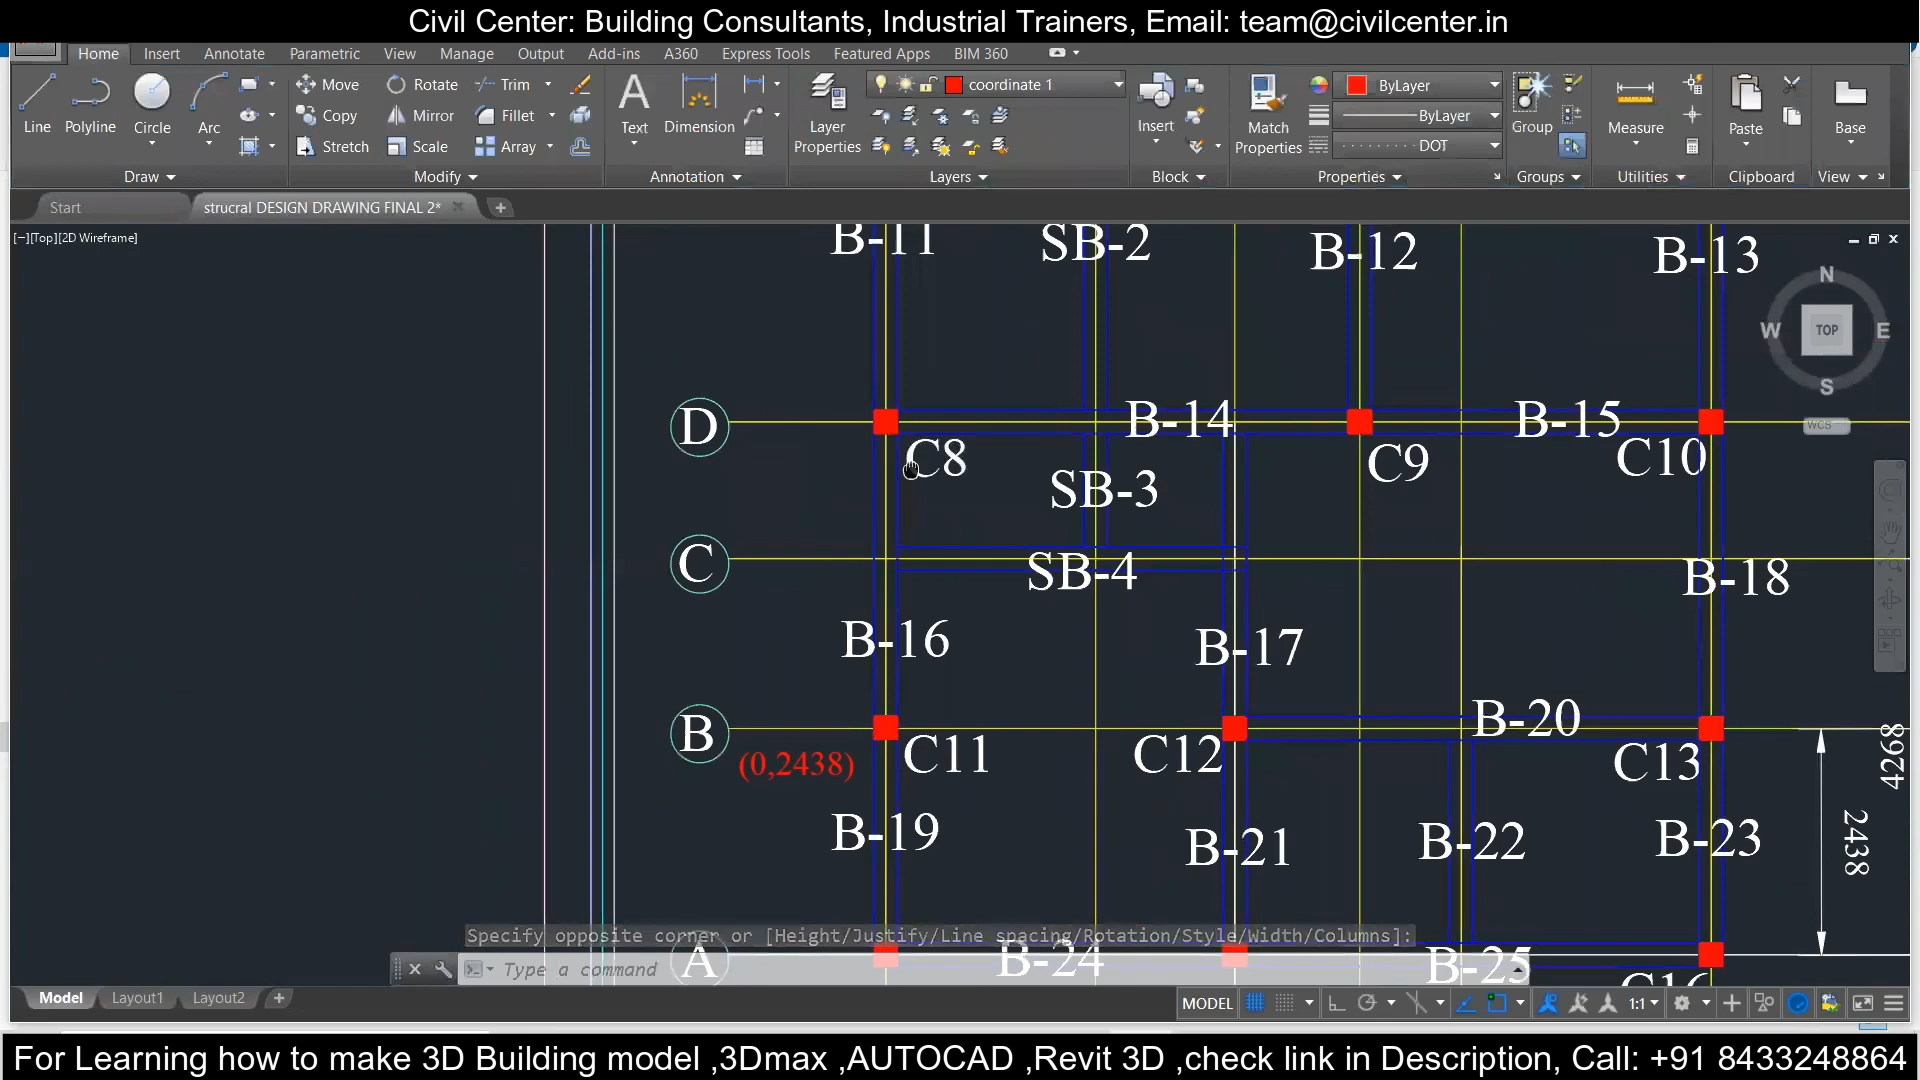 Civil Center: Building Consultants, Industrial Trainers, Email: team@civilcenter.in
Home Insert Annotate Parametric View Manage Output Add-ins A360 Express Tools Featured Apps BIM 360
Line Polyline Circle Arc
Move Rotate Trim
Copy Mirror Fillet
Stretch Scale Array
Text Dimension
Layer Properties
coordinate 1
Insert
Match Properties
ByLayer
ByLayer
DOT
Group Measure Paste Base
Draw Modify Annotation Layers Block Properties Groups Utilities Clipboard View
Start strucral DESIGN DRAWING FINAL 2*
[−][Top][2D Wireframe]
B-11 SB-2 B-12 B-13
N
W TOP E
S
WCS
D B-14 B-15
C8 C9 C10
SB-3
C SB-4 B-18
B-16 B-17
B B-20
(0,2438) C11 C12 C13
4298
B-19 B-21 B-22 B-23
2438
Specify opposite corner or [Height/Justify/Line spacing/Rotation/Style/Width/Columns]:
A B-24 B-25
C16
Type a command
Model Layout1 Layout2
MODEL 1:1
For Learning how to make 3D Building model ,3Dmax ,AUTOCAD ,Revit 3D ,check link in Description, Call: +91 8433248864